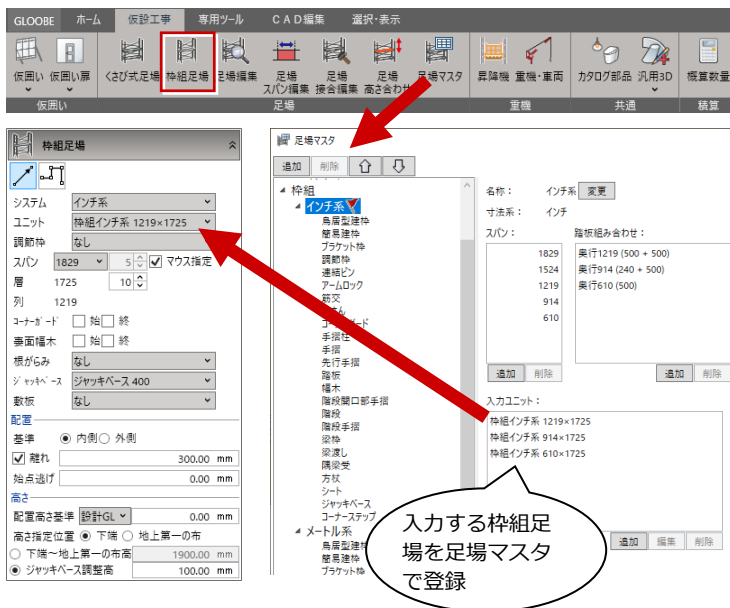 GLOOBE ホーム 仮設工事 専用ツール CAD編集 選択・表示
仮囲い 仮囲い扉 くさび式足場 枠組足場 足場編集 足場 スパン編集 足場 接合編集 足場 高さ合わせ 足場マスタ 昇降機 重機・車両 カタログ部品 汎用3D 概算数量
仮囲い 足場 重機 共通 積算
枠組足場
システム インチ系
ユニット 枠組インチ系 1219×1725
調節枠 なし
スパン 1829 5 マウス指定
層 1725 10
列 1219
コーナーガード 始 終
妻面幅木 始 終
根がらみ なし
ジャッキベース ジャッキベース 400
敷板 なし
配置
基準 内側 外側
離れ 300.00 mm
始点逃げ 0.00 mm
高さ
配置高さ基準 設計GL 0.00 mm
高さ指定位置 下端 地上第一の布
下端~地上第一の布高 1900.00 mm
ジャッキベース調整高 100.00 mm
足場マスタ
追加 削除
枠組
インチ系
鳥居型建枠
簡易建枠
ブラケット枠
調節枠
連結ピン
アームロック
筋交
手摺
先行手摺
踏板
幅木
階段開口部手摺
階段
階段手摺
梁枠
梁渡し
隅梁受
方杖
シート
ジャッキベース
コーナーステップ
メートル系
鳥居型建枠
簡易建枠
ブラケット枠
名称: インチ系 変更
寸法系: インチ
スパン: 踏板組み合わせ:
1829 奥行1219 (500 + 500)
1524 奥行914 (240 + 500)
1219 奥行610 (500)
914
610
追加 削除 追加 削除
入力ユニット:
枠組インチ系 1219×1725
枠組インチ系 914×1725
枠組インチ系 610×1725
追加 編集 削除
入力する枠組足
場を足場マスタ
で登録